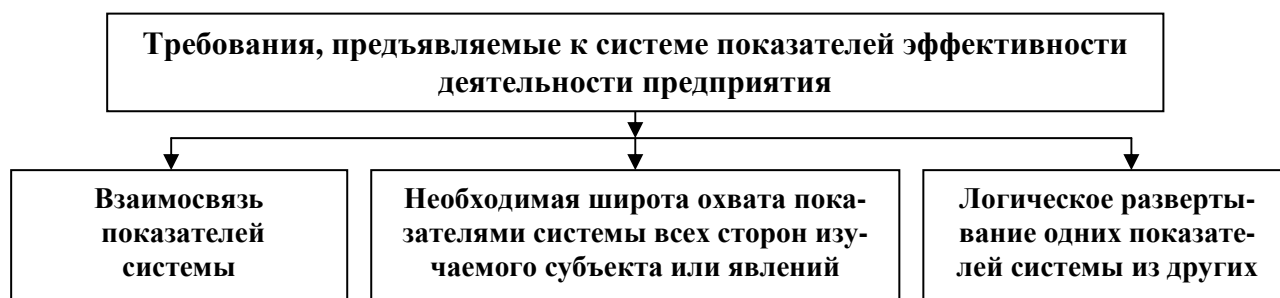 Требования, предъявляемые к системе показателей эффективности
деятельности предприятия
Взаимосвязь
показателей
системы
Необходимая широта охвата пока-
зателями системы всех сторон изу-
чаемого субъекта или явлений
Логическое разверты-
вание одних показате-
лей системы из других